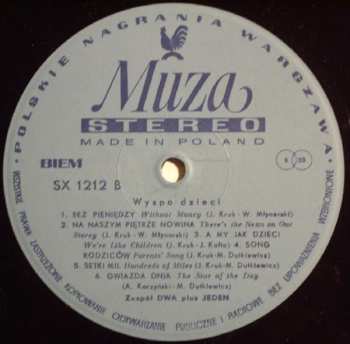 POLSKIE NAGRANIA WARSZAWA
Muza
STEREO
MADE IN POLAND
BIEM
SX 1212 B
33
Wyspa dzieci
1. BEZ PIENIĘDZY Without Money (J. Kruk - W. Młynarski)
2. NA NASZYM PIĘTRZE NOWINA There's the News on Our
Storey (J. Kruk - W. Młynarski) 3. A MY JAK DZIECI
We're Like Children (J. Kruk - J. Kofta) 4. SONG
RODZICÓW Parents' Song (J. Kruk - M. Dutkiewicz)
5. SETKI MIL Hundreds of Miles (J. Kruk - M. Dutkiewicz)
6. GWIAZDA DNIA The Star of the Day
(A. Korzyński - M. Dutkiewicz)
Zespół DWA plus JEDEN
WSZELKIE PRAWA ZASTRZEŻONE KOPIOWANIE ODTWARZANIE PUBLICZNE I RADIOWE BEZ UPOWAŻNIENIA WZBRONIONE